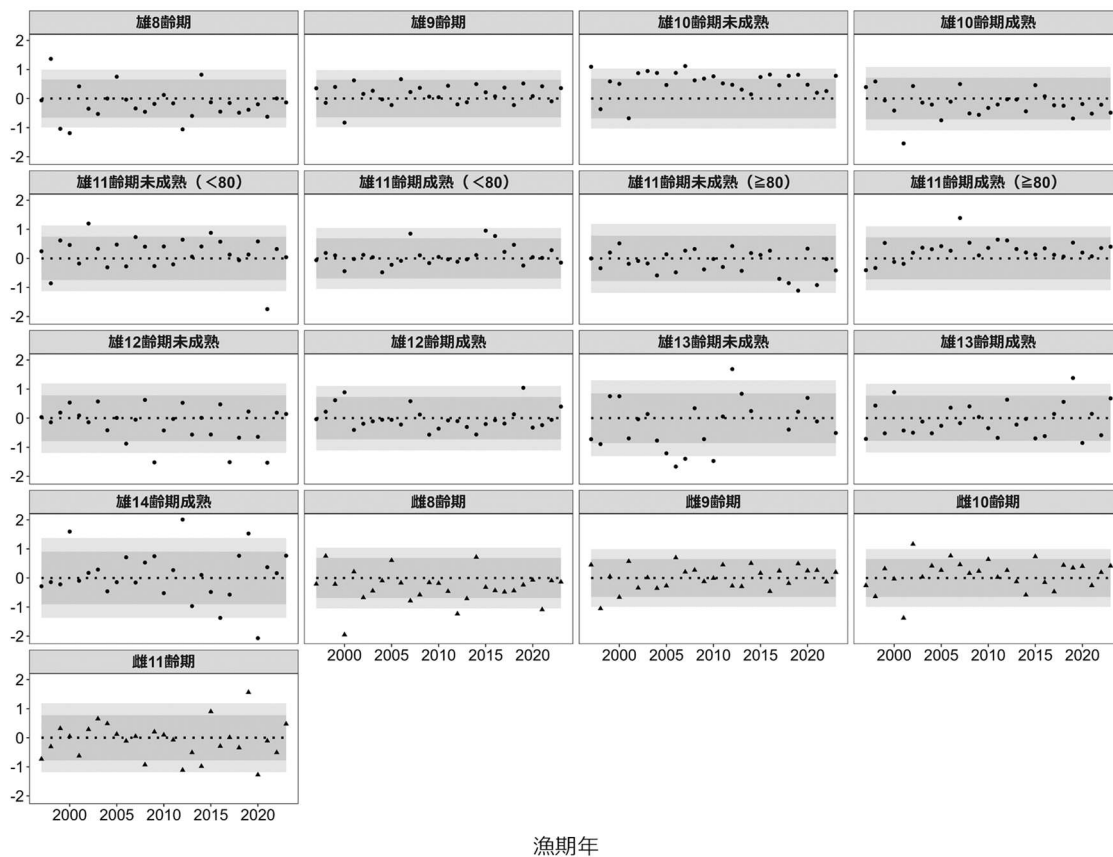 雄8齢期
雄9齢期
雄10齢期未成熟
雄10齢期成熟
2
1
0
-1
-2
雄11齢期未成熟（＜80）
雄11齢期成熟（＜80）
雄11齢期未成熟（≧80）
雄11齢期成熟（≧80）
2
1
0
-1
-2
雄12齢期未成熟
雄12齢期成熟
雄13齢期未成熟
雄13齢期成熟
2
1
0
-1
-2
雄14齢期成熟
雌8齢期
雌9齢期
雌10齢期
2
1
0
-1
-2
2000 2005 2010 2015 2020
2000 2005 2010 2015 2020
2000 2005 2010 2015 2020
雌11齢期
2
1
0
-1
-2
2000 2005 2010 2015 2020
漁期年